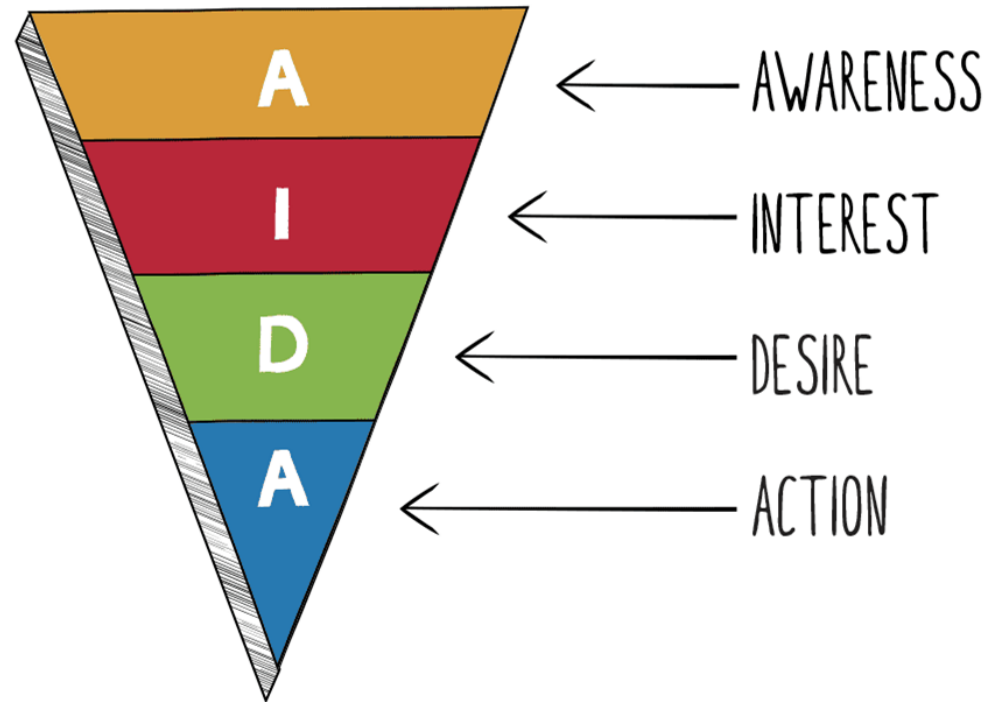 A
AWARENESS
I
INTEREST
D
DESIRE
A
ACTION